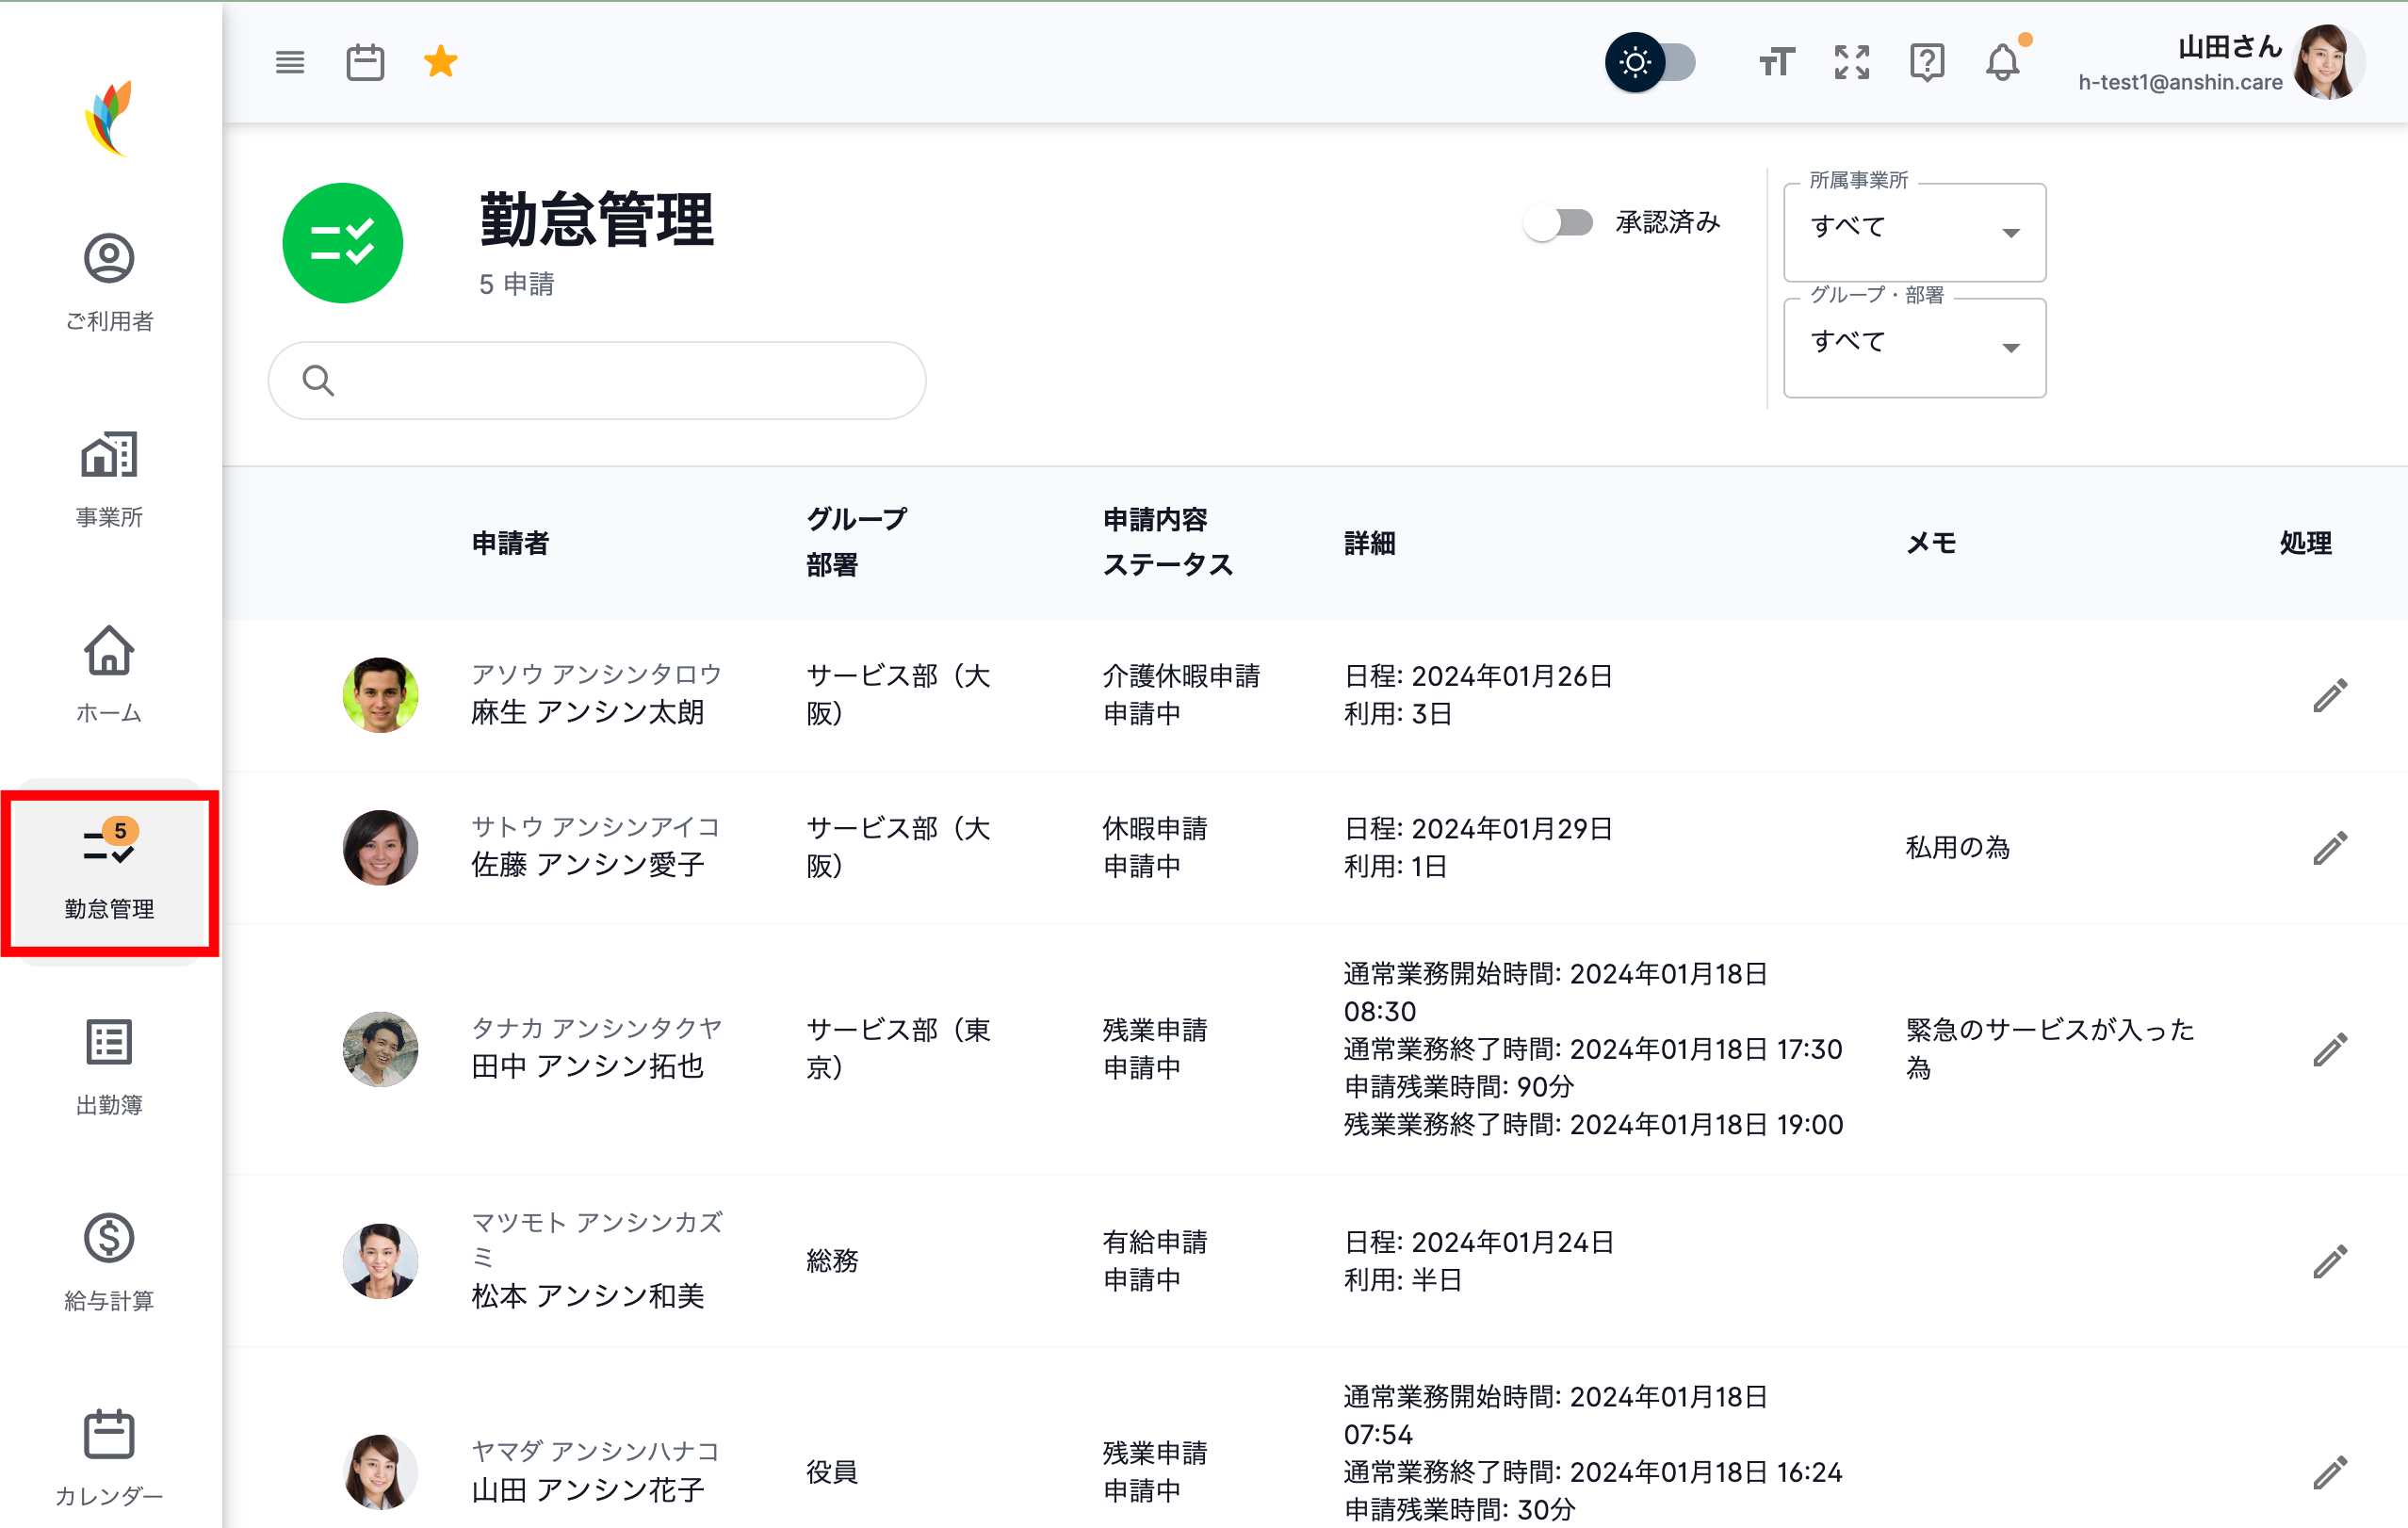 山田さん
h-test1@anshin.care
ご利用者
事業所
ホーム
5
勤怠管理
出勤簿
給与計算
カレンダー
勤怠管理
5 申請
承認済み
所属事業所
すべて
グループ・部署
すべて
申請者
グループ
部署
申請内容
ステータス
詳細
メモ
処理
アソウ アンシンタロウ
麻生 アンシン太朗
サービス部（大
阪）
介護休暇申請
申請中
日程: 2024年01月26日
利用: 3日
サトウ アンシンアイコ
佐藤 アンシン愛子
サービス部（大
阪）
休暇申請
申請中
日程: 2024年01月29日
利用: 1日
私用の為
タナカ アンシンタクヤ
田中 アンシン拓也
サービス部（東
京）
残業申請
申請中
通常業務開始時間: 2024年01月18日
08:30
通常業務終了時間: 2024年01月18日 17:30
申請残業時間: 90分
残業業務終了時間: 2024年01月18日 19:00
緊急のサービスが入った
為
マツモト アンシンカズ
ミ
松本 アンシン和美
総務
有給申請
申請中
日程: 2024年01月24日
利用: 半日
ヤマダ アンシンハナコ
山田 アンシン花子
役員
残業申請
申請中
通常業務開始時間: 2024年01月18日
07:54
通常業務終了時間: 2024年01月18日 16:24
申請残業時間: 30分